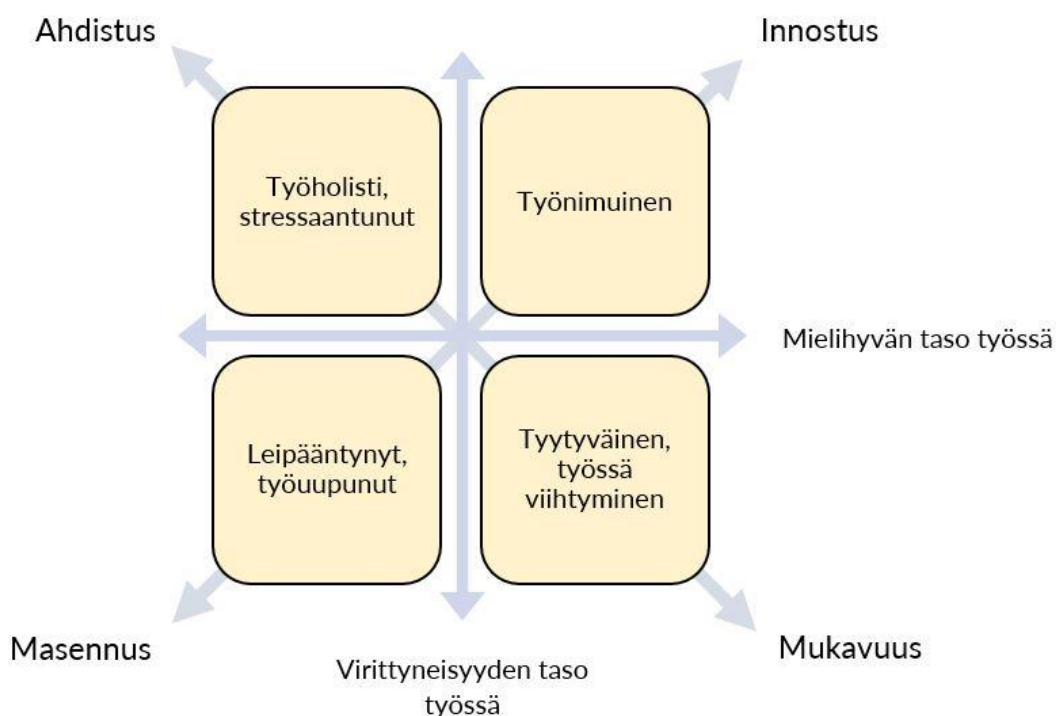 Ahdistus
Innostus
Työholisti,
stressaantunut
Työnimuinen
Mielihyvän taso työssä
Leipääntynyt,
työuupunut
Tyytyväinen,
työssä
viihtyminen
Masennus
Virittyneisyyden taso
työssä
Mukavuus